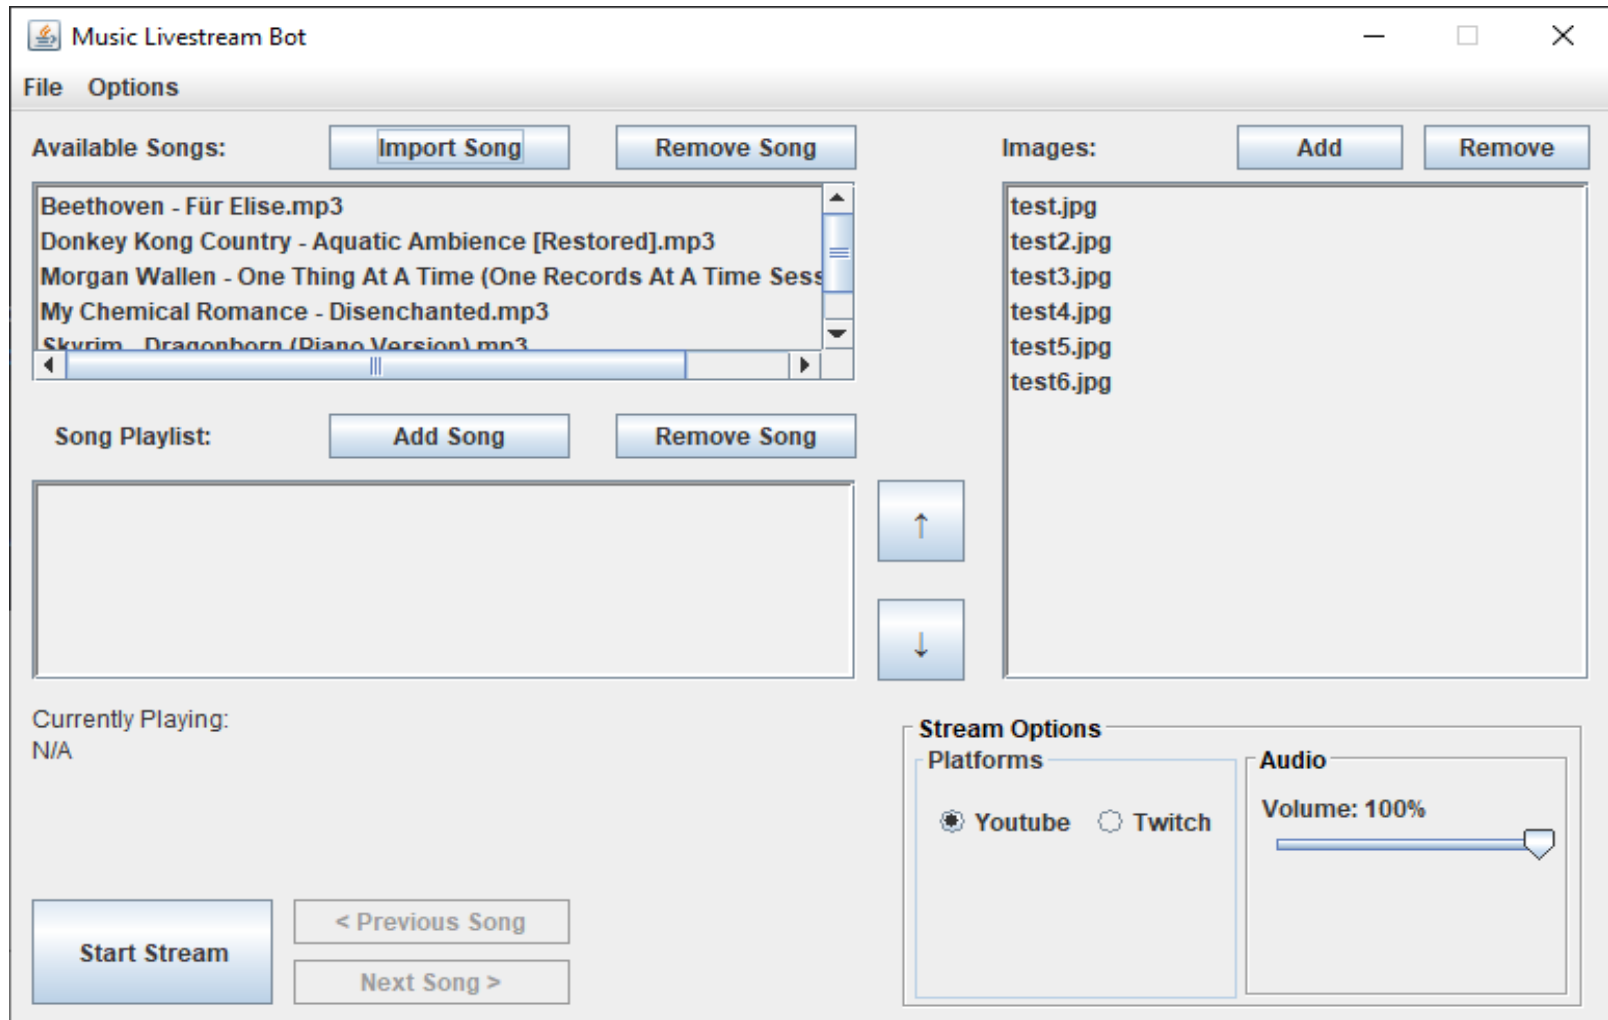 Music Livestream Bot
File Options
Available Songs: Import Song Remove Song
Beethoven - Für Elise.mp3
Donkey Kong Country - Aquatic Ambience [Restored].mp3
Morgan Wallen - One Thing At A Time (One Records At A Time Sess
My Chemical Romance - Disenchanted.mp3
Skyrim - Dragonborn (Piano Version).mp3
Song Playlist: Add Song Remove Song
↑
↓
Images: Add Remove
test.jpg
test2.jpg
test3.jpg
test4.jpg
test5.jpg
test6.jpg
Currently Playing:
N/A
Start Stream
< Previous Song
Next Song >
Stream Options
Platforms
Youtube Twitch
Audio
Volume: 100%